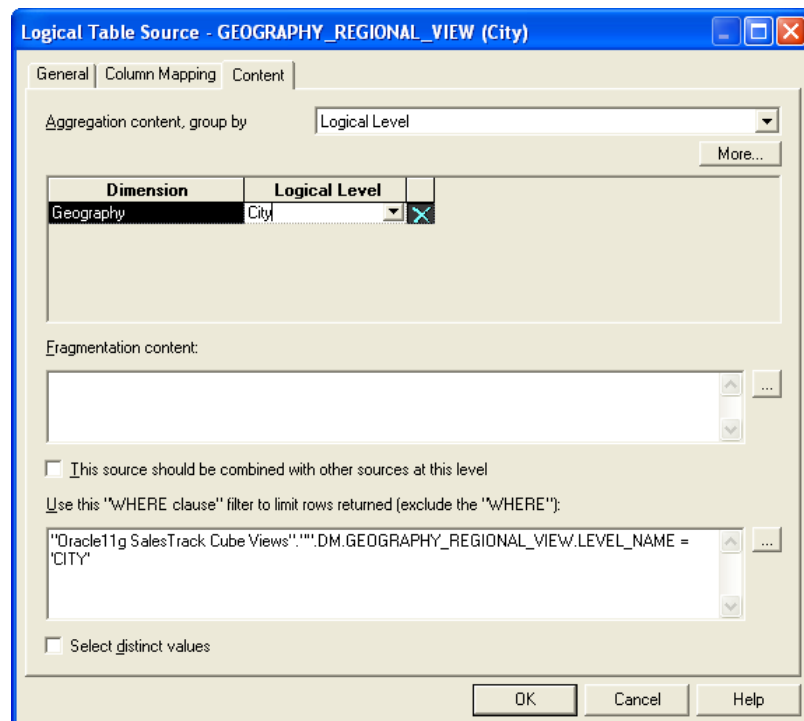 Logical Table Source - GEOGRAPHY_REGIONAL_VIEW (City)
General Column Mapping Content
Aggregation content, group by Logical Level
More...
Dimension Logical Level
Geography City
Fragmentation content:
...
This source should be combined with other sources at this level
Use this "WHERE clause" filter to limit rows returned (exclude the "WHERE"):
"Oracle11g SalesTrack Cube Views"."".DM.GEOGRAPHY_REGIONAL_VIEW.LEVEL_NAME =
'CITY'
...
Select distinct values
OK Cancel Help